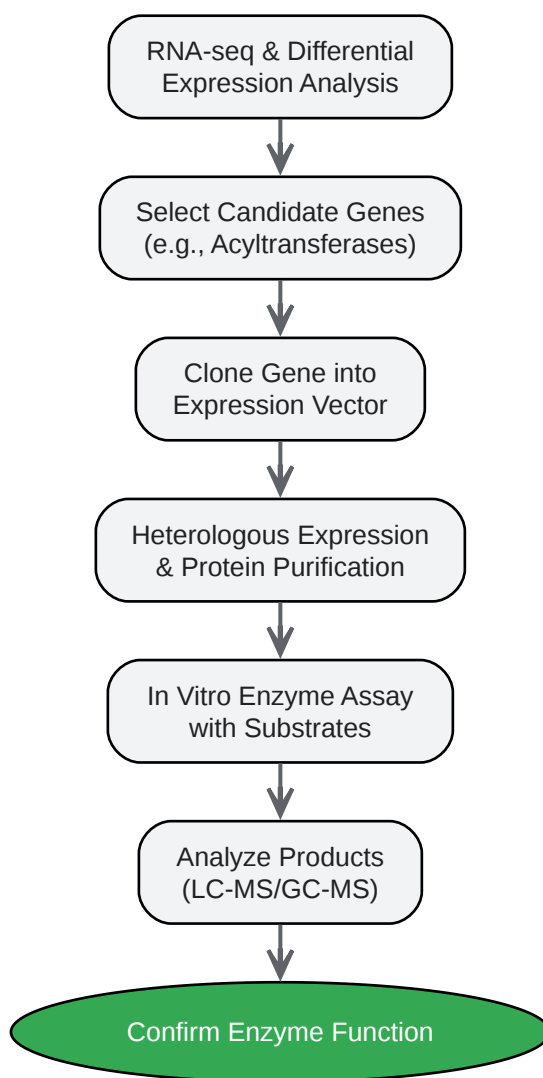 RNA-seq & Differential
Expression Analysis
Select Candidate Genes
(e.g., Acyltransferases)
Clone Gene into
Expression Vector
Heterologous Expression
& Protein Purification
In Vitro Enzyme Assay
with Substrates
Analyze Products
(LC-MS/GC-MS)
Confirm Enzyme Function